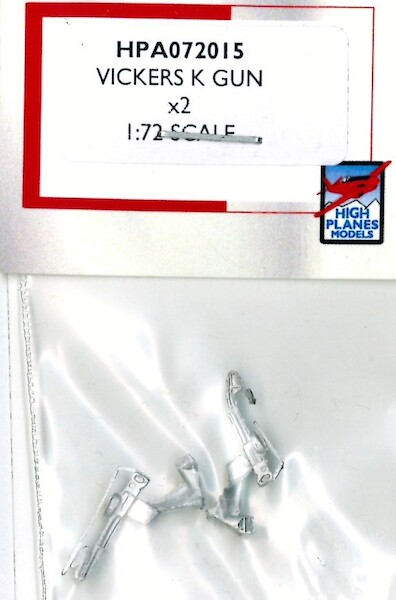 HPA072015
VICKERS K GUN
x2
1:72 SCALE
HIGH
PLANES
MODELS